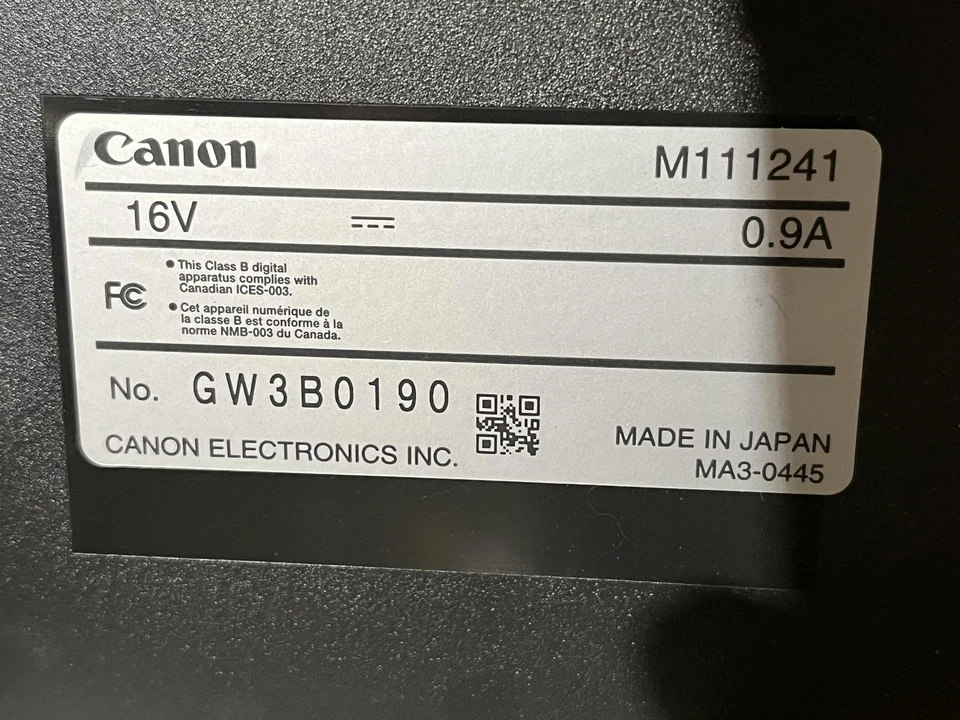 Canon M111241
16V 0.9A
FC
● This Class B digital
apparatus complies with
Canadian ICES-003.
● Cet appareil numérique de
la classe B est conforme à la
norme NMB-003 du Canada.
No. GW3B0190
CANON ELECTRONICS INC.
MADE IN JAPAN
MA3-0445